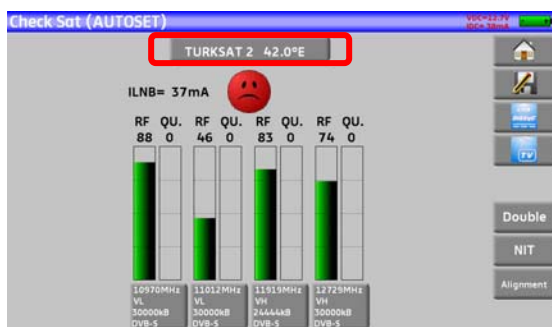 Check Sat (AUTOSET)
TURKSAT 2 42.0°E
ILNB= 37mA
RF QU. RF QU. RF QU. RF QU.
88 0 46 0 83 0 74 0
TV
Double
NIT
Alignment
10970MHz 11012MHz 11919MHz 12729MHz
VL VL VH VH
30000kB 30000kB 24444kB 30000kB
DVB-S DVB-S DVB-S DVB-S